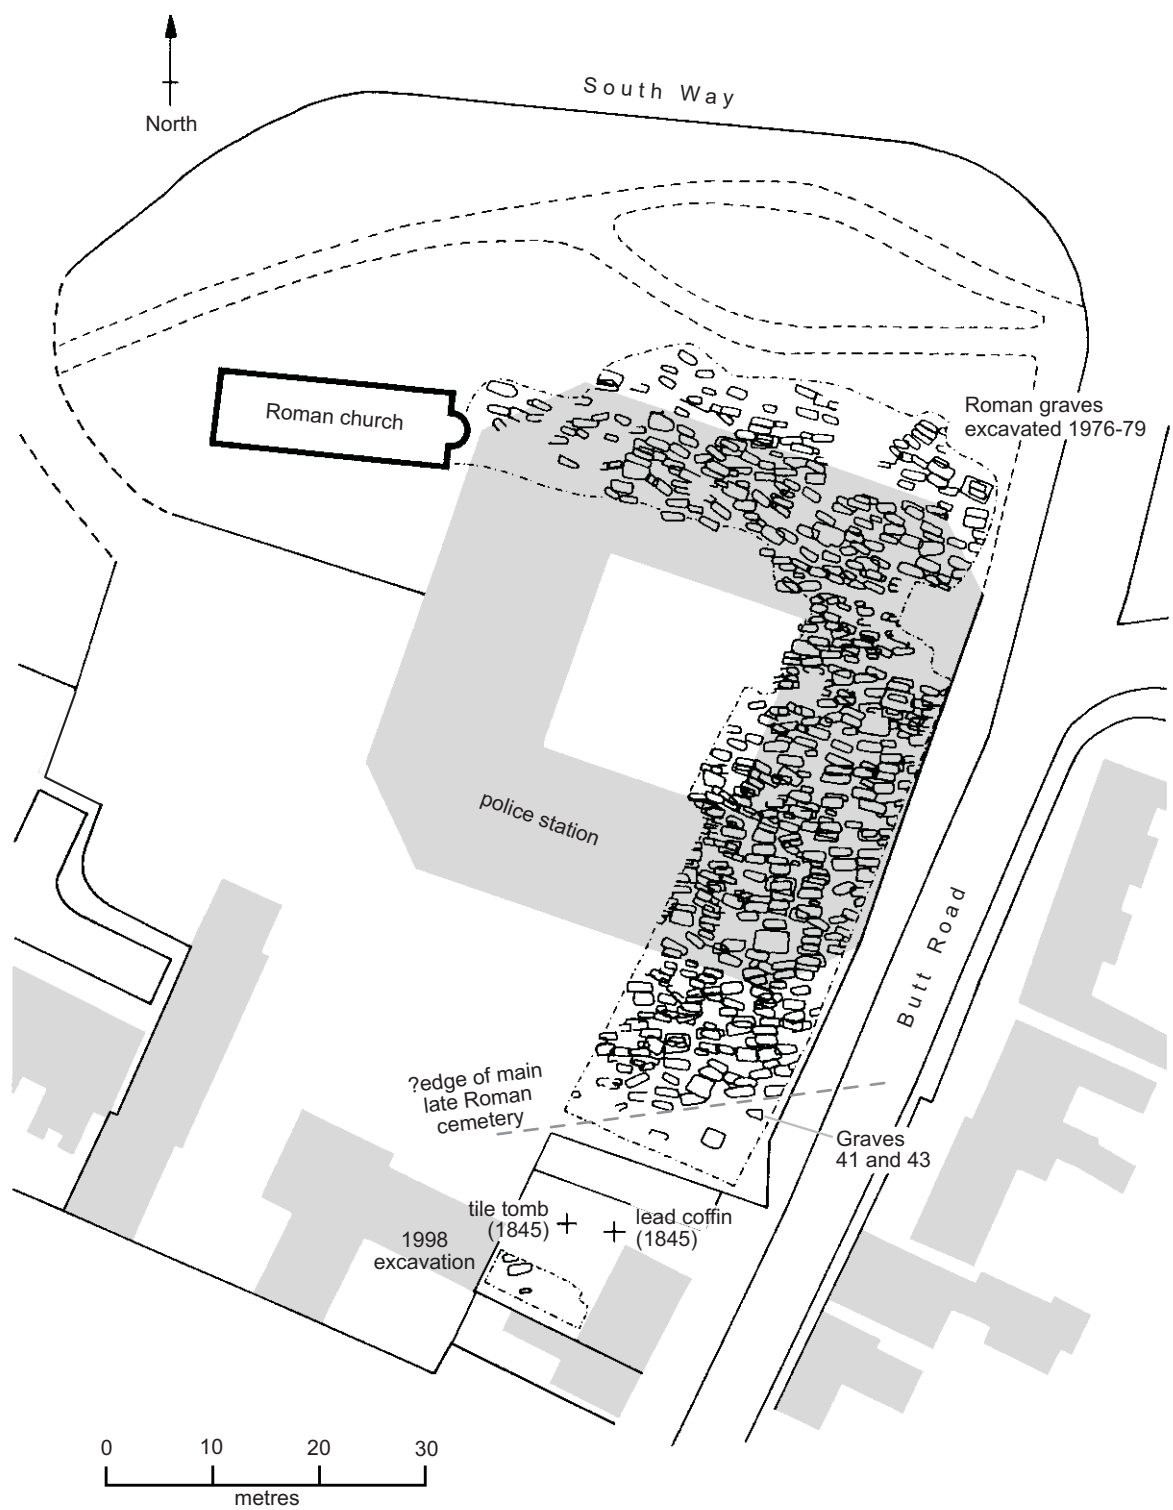 South Way
North
Roman church
Roman graves
excavated 1976-79
police station
Butt Road
?edge of main
late Roman
cemetery
Graves
41 and 43
tile tomb
(1845)
lead coffin
(1845)
1998
excavation
0 10 20 30
metres